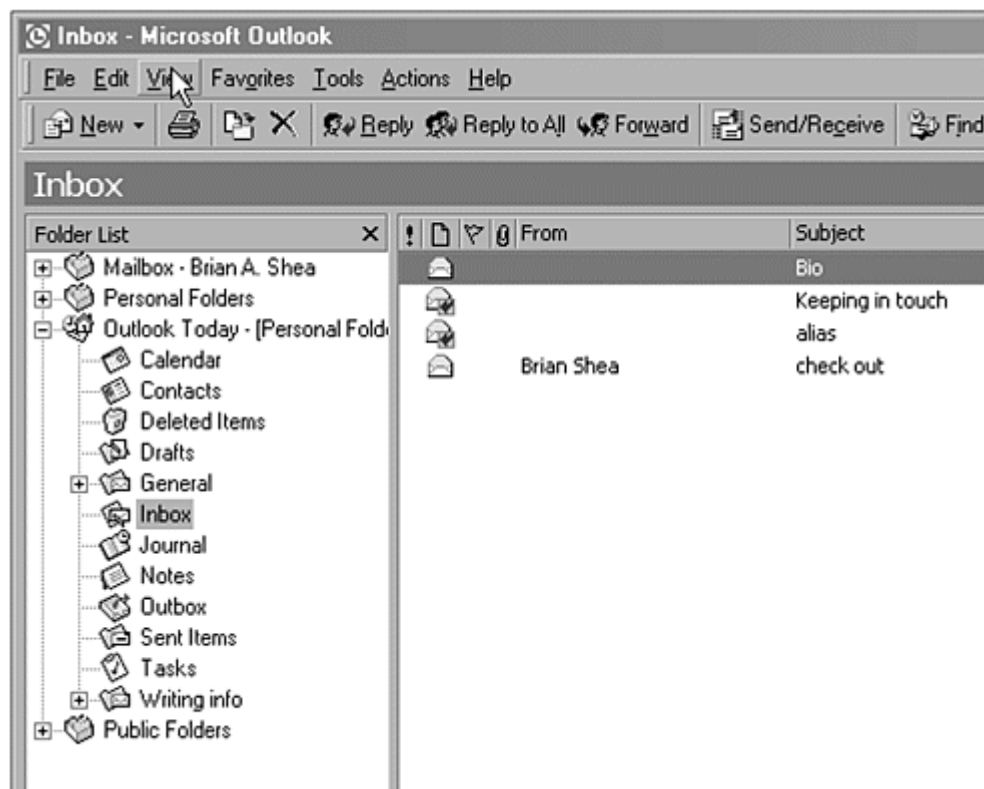 Inbox - Microsoft Outlook
File Edit View Favorites Tools Actions Help
New Reply Reply to All Forward Send/Receive Find
Inbox
Folder List
! From Subject
Mailbox - Brian A. Shea
Personal Folders
Outlook Today - [Personal Fold
Calendar
Contacts
Deleted Items
Drafts
General
Inbox
Journal
Notes
Outbox
Sent Items
Tasks
Writing info
Public Folders
Bio
Keeping in touch
alias
Brian Shea check out